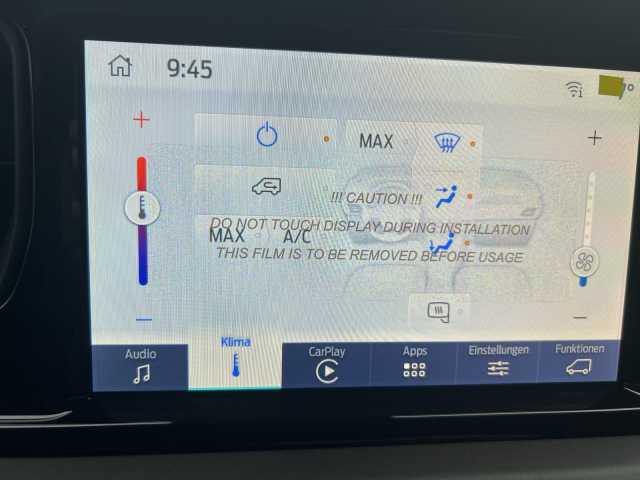 9:45
7°
MAX
!!! CAUTION !!!
DO NOT TOUCH DISPLAY DURING INSTALLATION
MAX A/C
THIS FILM IS TO BE REMOVED BEFORE USAGE
Audio
Klima
CarPlay
Apps
Einstellungen
Funktionen